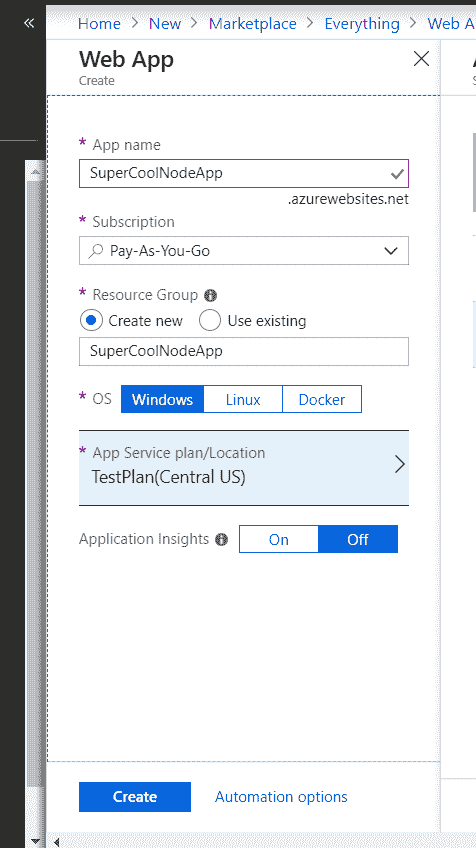 «
Home > New > Marketplace > Everything > Web A
Web App
Create
* App name
SuperCoolNodeApp
.azurewebsites.net
* Subscription
Pay-As-You-Go
* Resource Group
Create new Use existing
SuperCoolNodeApp
* OS Windows Linux Docker
* App Service plan/Location
TestPlan(Central US)
Application Insights On Off
Create Automation options